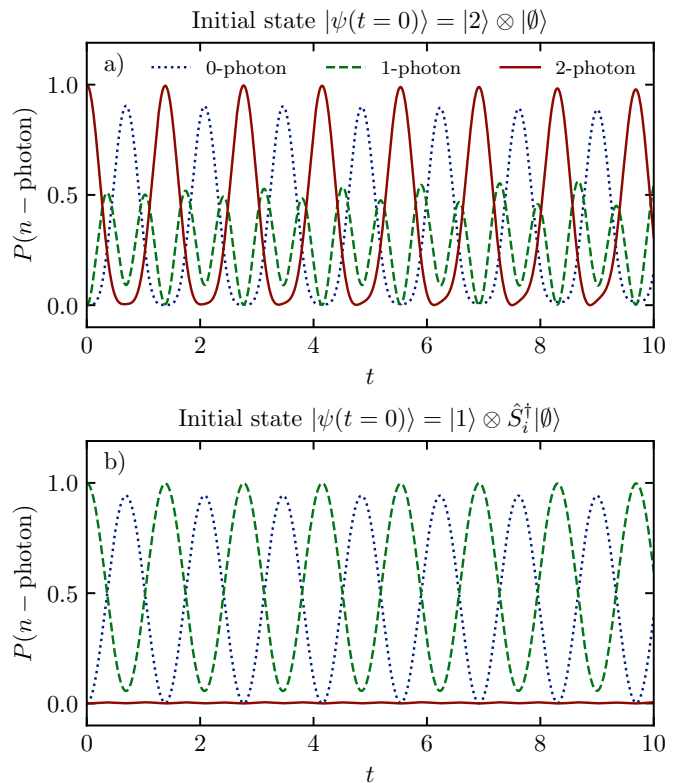 Initial state |ψ(t = 0)⟩ = |2⟩ ⊗ |∅⟩
a)
0-photon
1-photon
2-photon
P(n − photon)
1.0
0.5
0.0
0 2 4 6 8 10
t
Initial state |ψ(t = 0)⟩ = |1⟩ ⊗ Ŝ_i^†|∅⟩
b)
P(n − photon)
1.0
0.5
0.0
0 2 4 6 8 10
t